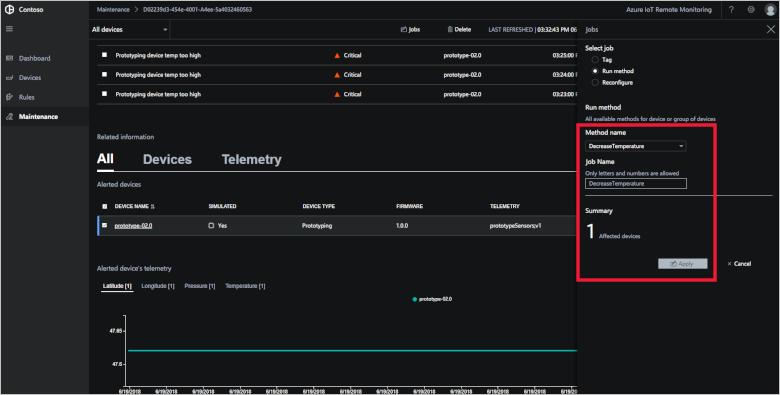 Contoso
Maintenance > D02239d3-454e-4001-A4ee-5a4032460563
Azure IoT Remote Monitoring
?
All devices
Jobs
Delete
LAST REFRESHED | 03:32:43 PM 06
Jobs
Dashboard
Devices
Rules
Maintenance
Prototyping device temp too high Critical prototype-02.0 03:25:00 P
Prototyping device temp too high Critical prototype-02.0 03:24:00 P
Prototyping device temp too high Critical prototype-02.0 03:23:00 P
Related information
All Devices Telemetry
Alerted devices
DEVICE NAME SIMULATED DEVICE TYPE FIRMWARE TELEMETRY
prototype-02.0 Yes Prototyping 1.0.0 prototypeSensors;v1
Alerted device's telemetry
Latitude [1] Longitude [1] Pressure [1] Temperature [1]
prototype-02.0
47.65
47.6
6/19/2018 6/19/2018 6/19/2018 6/19/2018 6/19/2018 6/19/2018 6/19/2018 6/19/2018 6/19/2018 6/19/2018 6/19/2018
Select job
Tag
Run method
Reconfigure
Run method
All available methods for device or group of devices
Method name
DecreaseTemperature
Job Name
Only letters and numbers are allowed
DecreaseTemperature
Summary
1 Affected devices
Apply
× Cancel